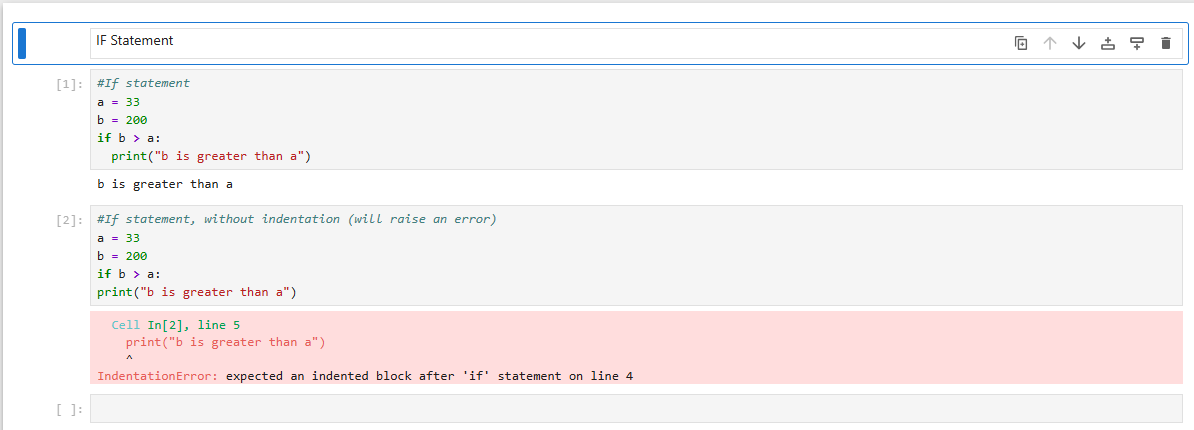 IF Statement
[1]:
#If statement
a = 33
b = 200
if b > a:
  print("b is greater than a")
b is greater than a
[2]:
#If statement, without indentation (will raise an error)
a = 33
b = 200
if b > a:
print("b is greater than a")
  Cell In[2], line 5
    print("b is greater than a")
    ^
IndentationError: expected an indented block after 'if' statement on line 4
[ ]: